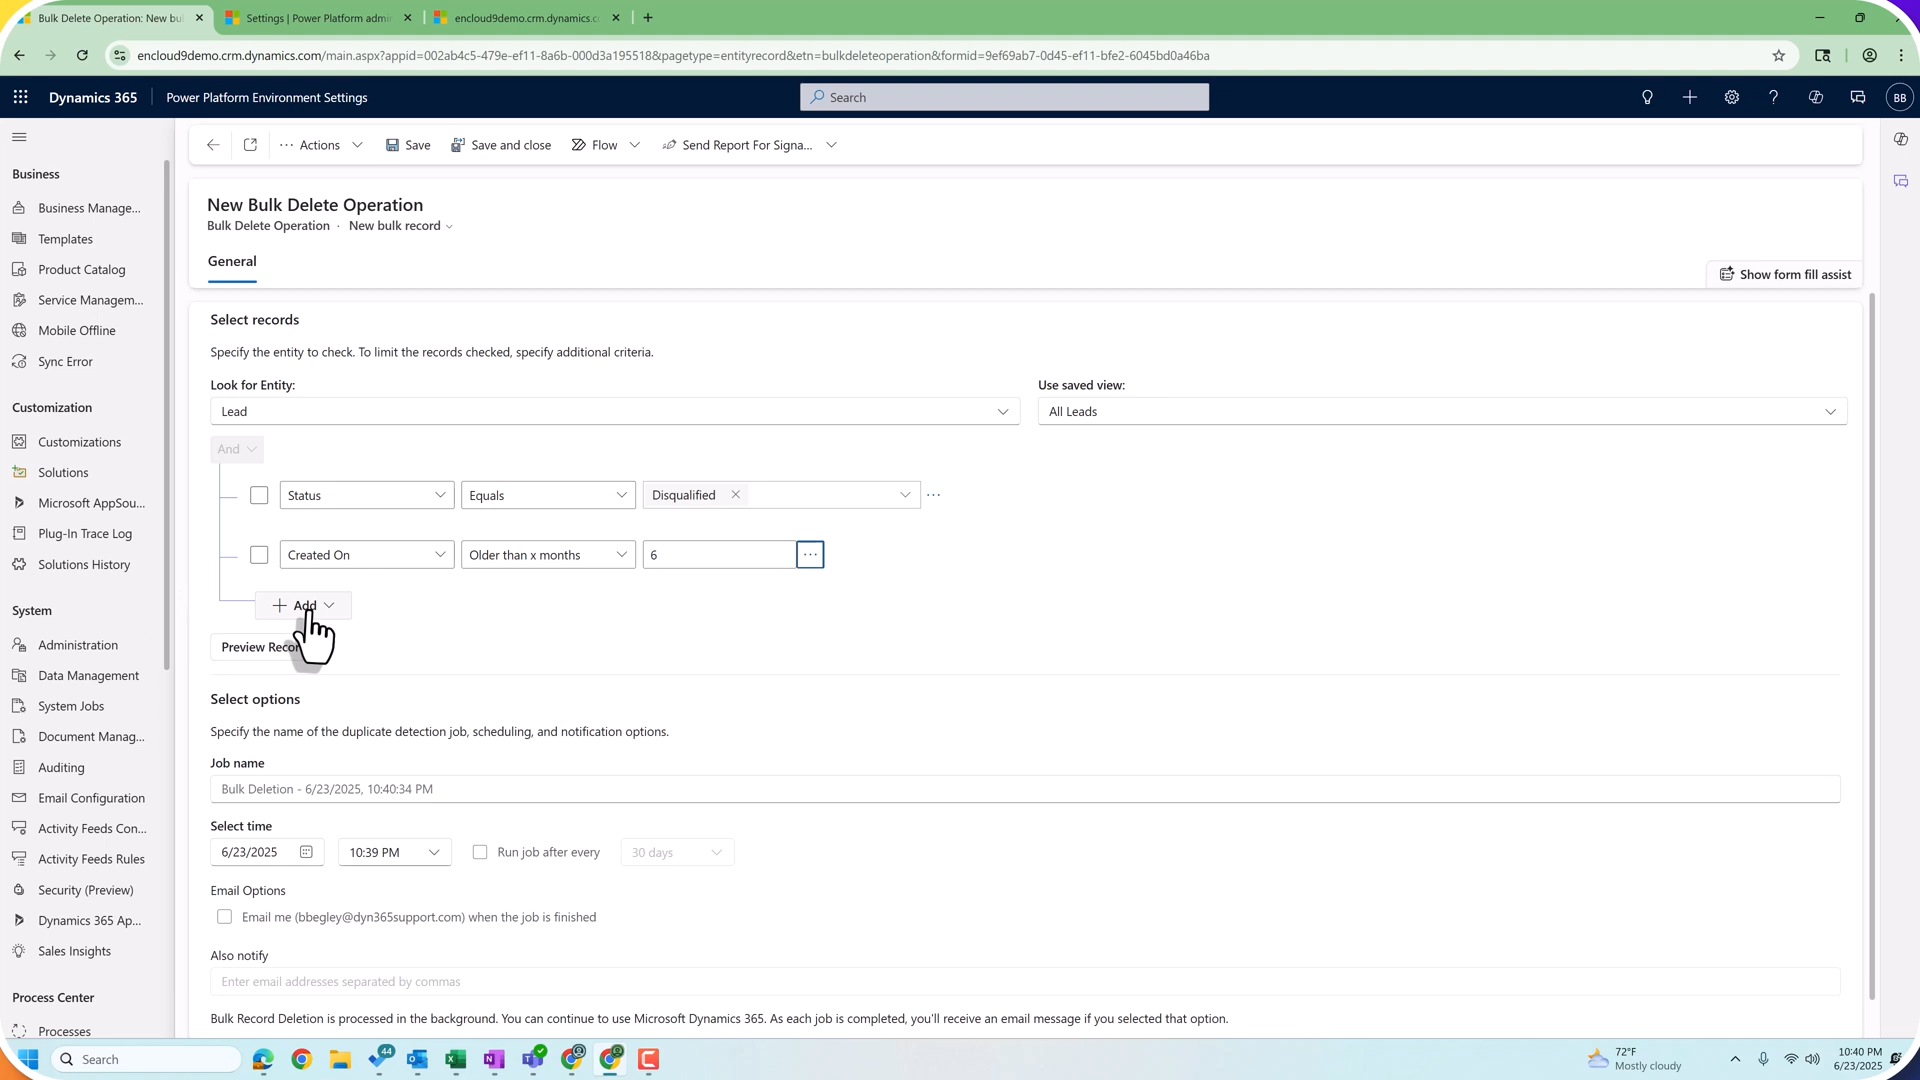 Bulk Delete Operation: New bul
Settings | Power Platform admi
encloud9demo.crm.dynamics.c
encloud9demo.crm.dynamics.com/main.aspx?appid=002ab4c5-479e-ef11-8a6b-000d3a195518&pagetype=entityrecord&etn=bulkdeleteoperation&formid=9ef69ab7-0d45-ef11-bfe2-6045bd0a46ba
Dynamics 365
Power Platform Environment Settings
Search
BB
Actions
Save
Save and close
Flow
Send Report For Signa...
Business
Business Manage...
Templates
Product Catalog
Service Managem...
Mobile Offline
Sync Error
Customization
Customizations
Solutions
Microsoft AppSou...
Plug-In Trace Log
Solutions History
System
Administration
Data Management
System Jobs
Document Manag...
Auditing
Email Configuration
Activity Feeds Con...
Activity Feeds Rules
Security (Preview)
Dynamics 365 Ap...
Sales Insights
Process Center
Processes
New Bulk Delete Operation
Bulk Delete Operation · New bulk record
General
Show form fill assist
Select records
Specify the entity to check. To limit the records checked, specify additional criteria.
Look for Entity:
Use saved view:
Lead
All Leads
And
Status
Equals
Disqualified
Created On
Older than x months
6
Add
Preview Recor
Select options
Specify the name of the duplicate detection job, scheduling, and notification options.
Job name
Bulk Deletion - 6/23/2025, 10:40:34 PM
Select time
6/23/2025
10:39 PM
Run job after every
30 days
Email Options
Email me (bbegley@dyn365support.com) when the job is finished
Also notify
Enter email addresses separated by commas
Bulk Record Deletion is processed in the background. You can continue to use Microsoft Dynamics 365. As each job is completed, you'll receive an email message if you selected that option.
Search
44
72°F
Mostly cloudy
10:40 PM
6/23/2025